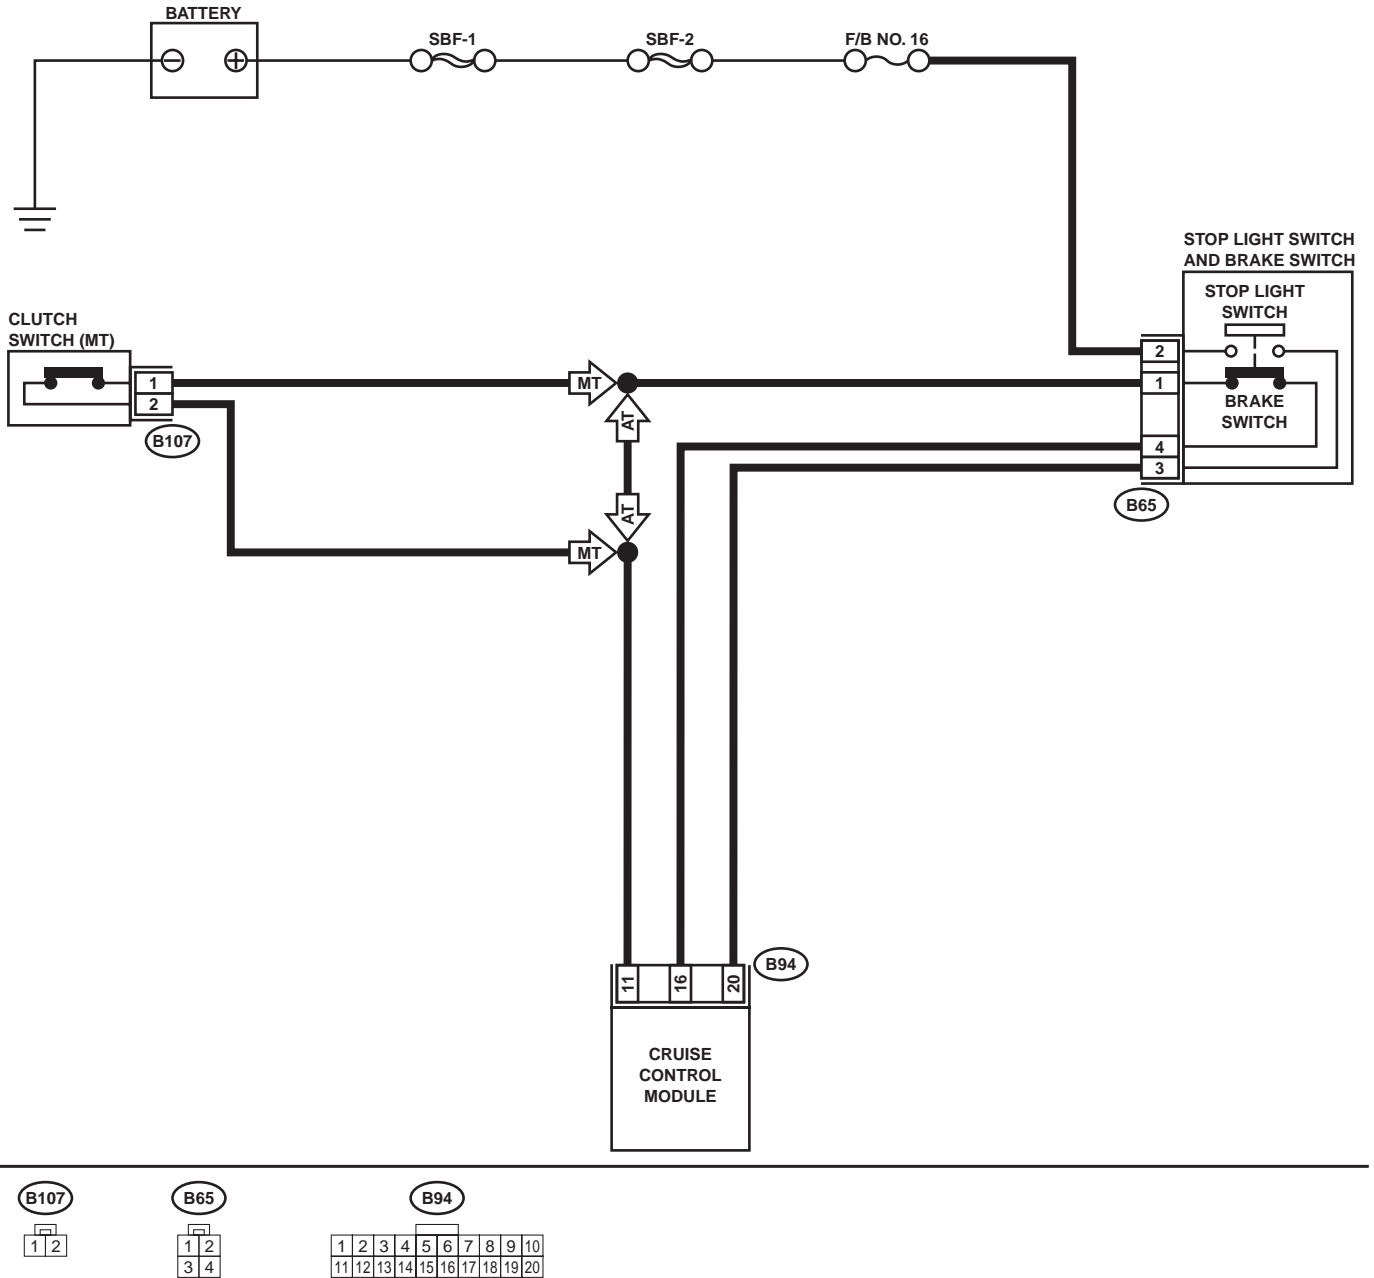 BATTERY
SBF-1
SBF-2
F/B NO. 16
STOP LIGHT SWITCH
AND BRAKE SWITCH
STOP LIGHT
SWITCH
BRAKE
SWITCH
2
1
4
3
B65
CLUTCH
SWITCH (MT)
1
2
B107
MT
AT
AT
MT
B94
11
16
20
CRUISE
CONTROL
MODULE
B107
1 2
B65
1 2
3 4
B94
1 2 3 4 5 6 7 8 9 10
11 12 13 14 15 16 17 18 19 20